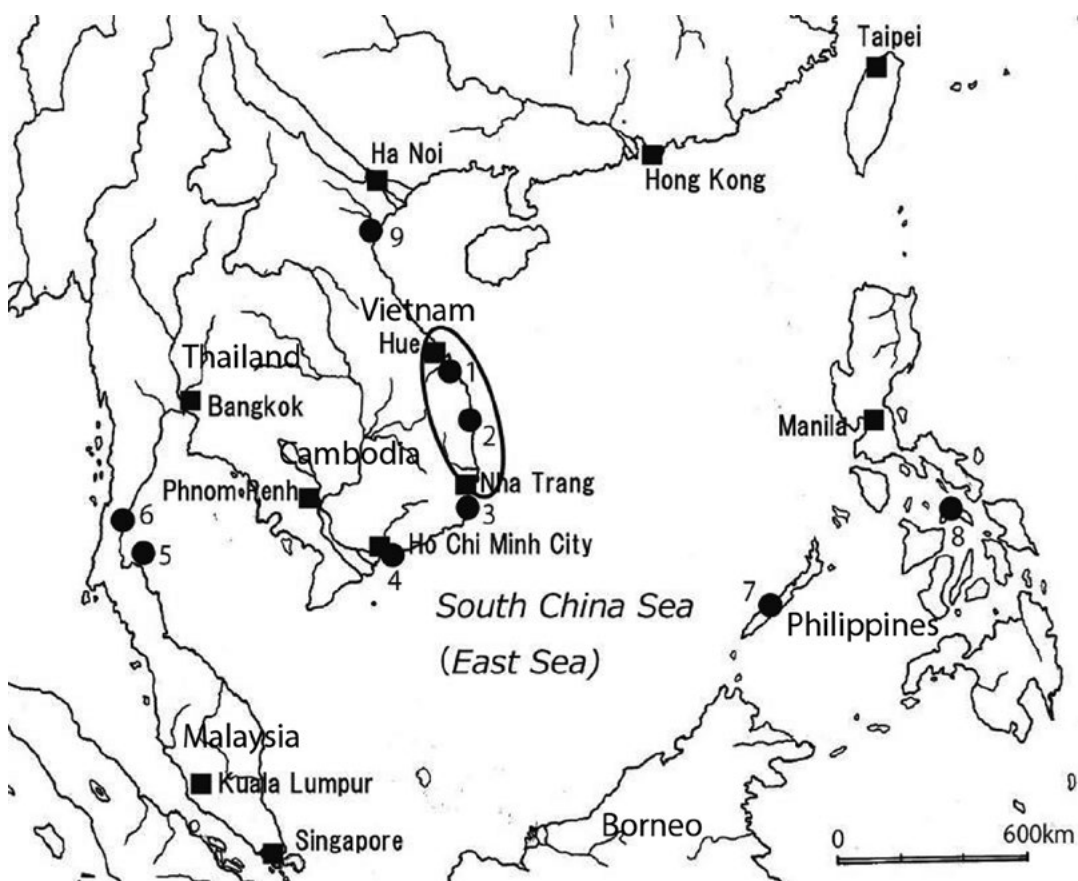 Taipei
Ha Noi
Hong Kong
9
Vietnam
Hue
1
Thailand
Bangkok
2
Manila
Cambodia
Phnom Penh
Nha Trang
3
6
8
5
Hô Chi Minh City
4
7
South China Sea
Philippines
(East Sea)
Malaysia
Kuala Lumpur
Borneo
0
600km
Singapore